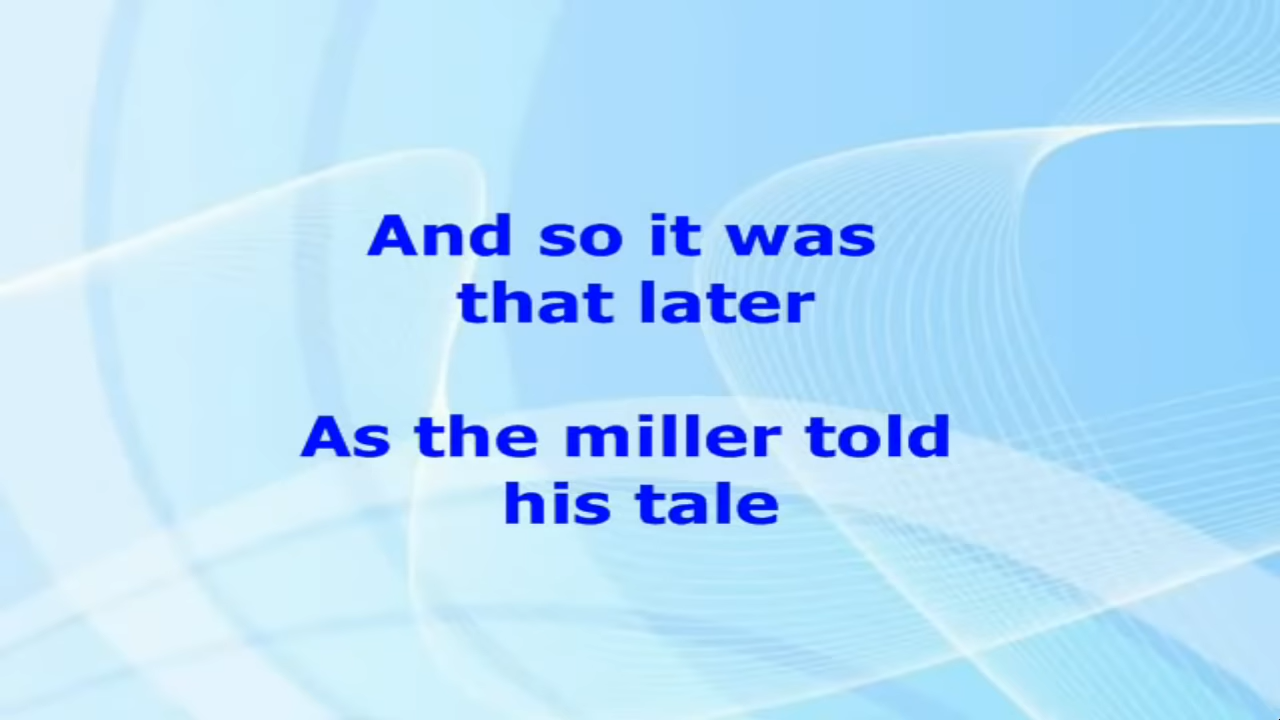 And so it was
that later
As the miller told
his tale